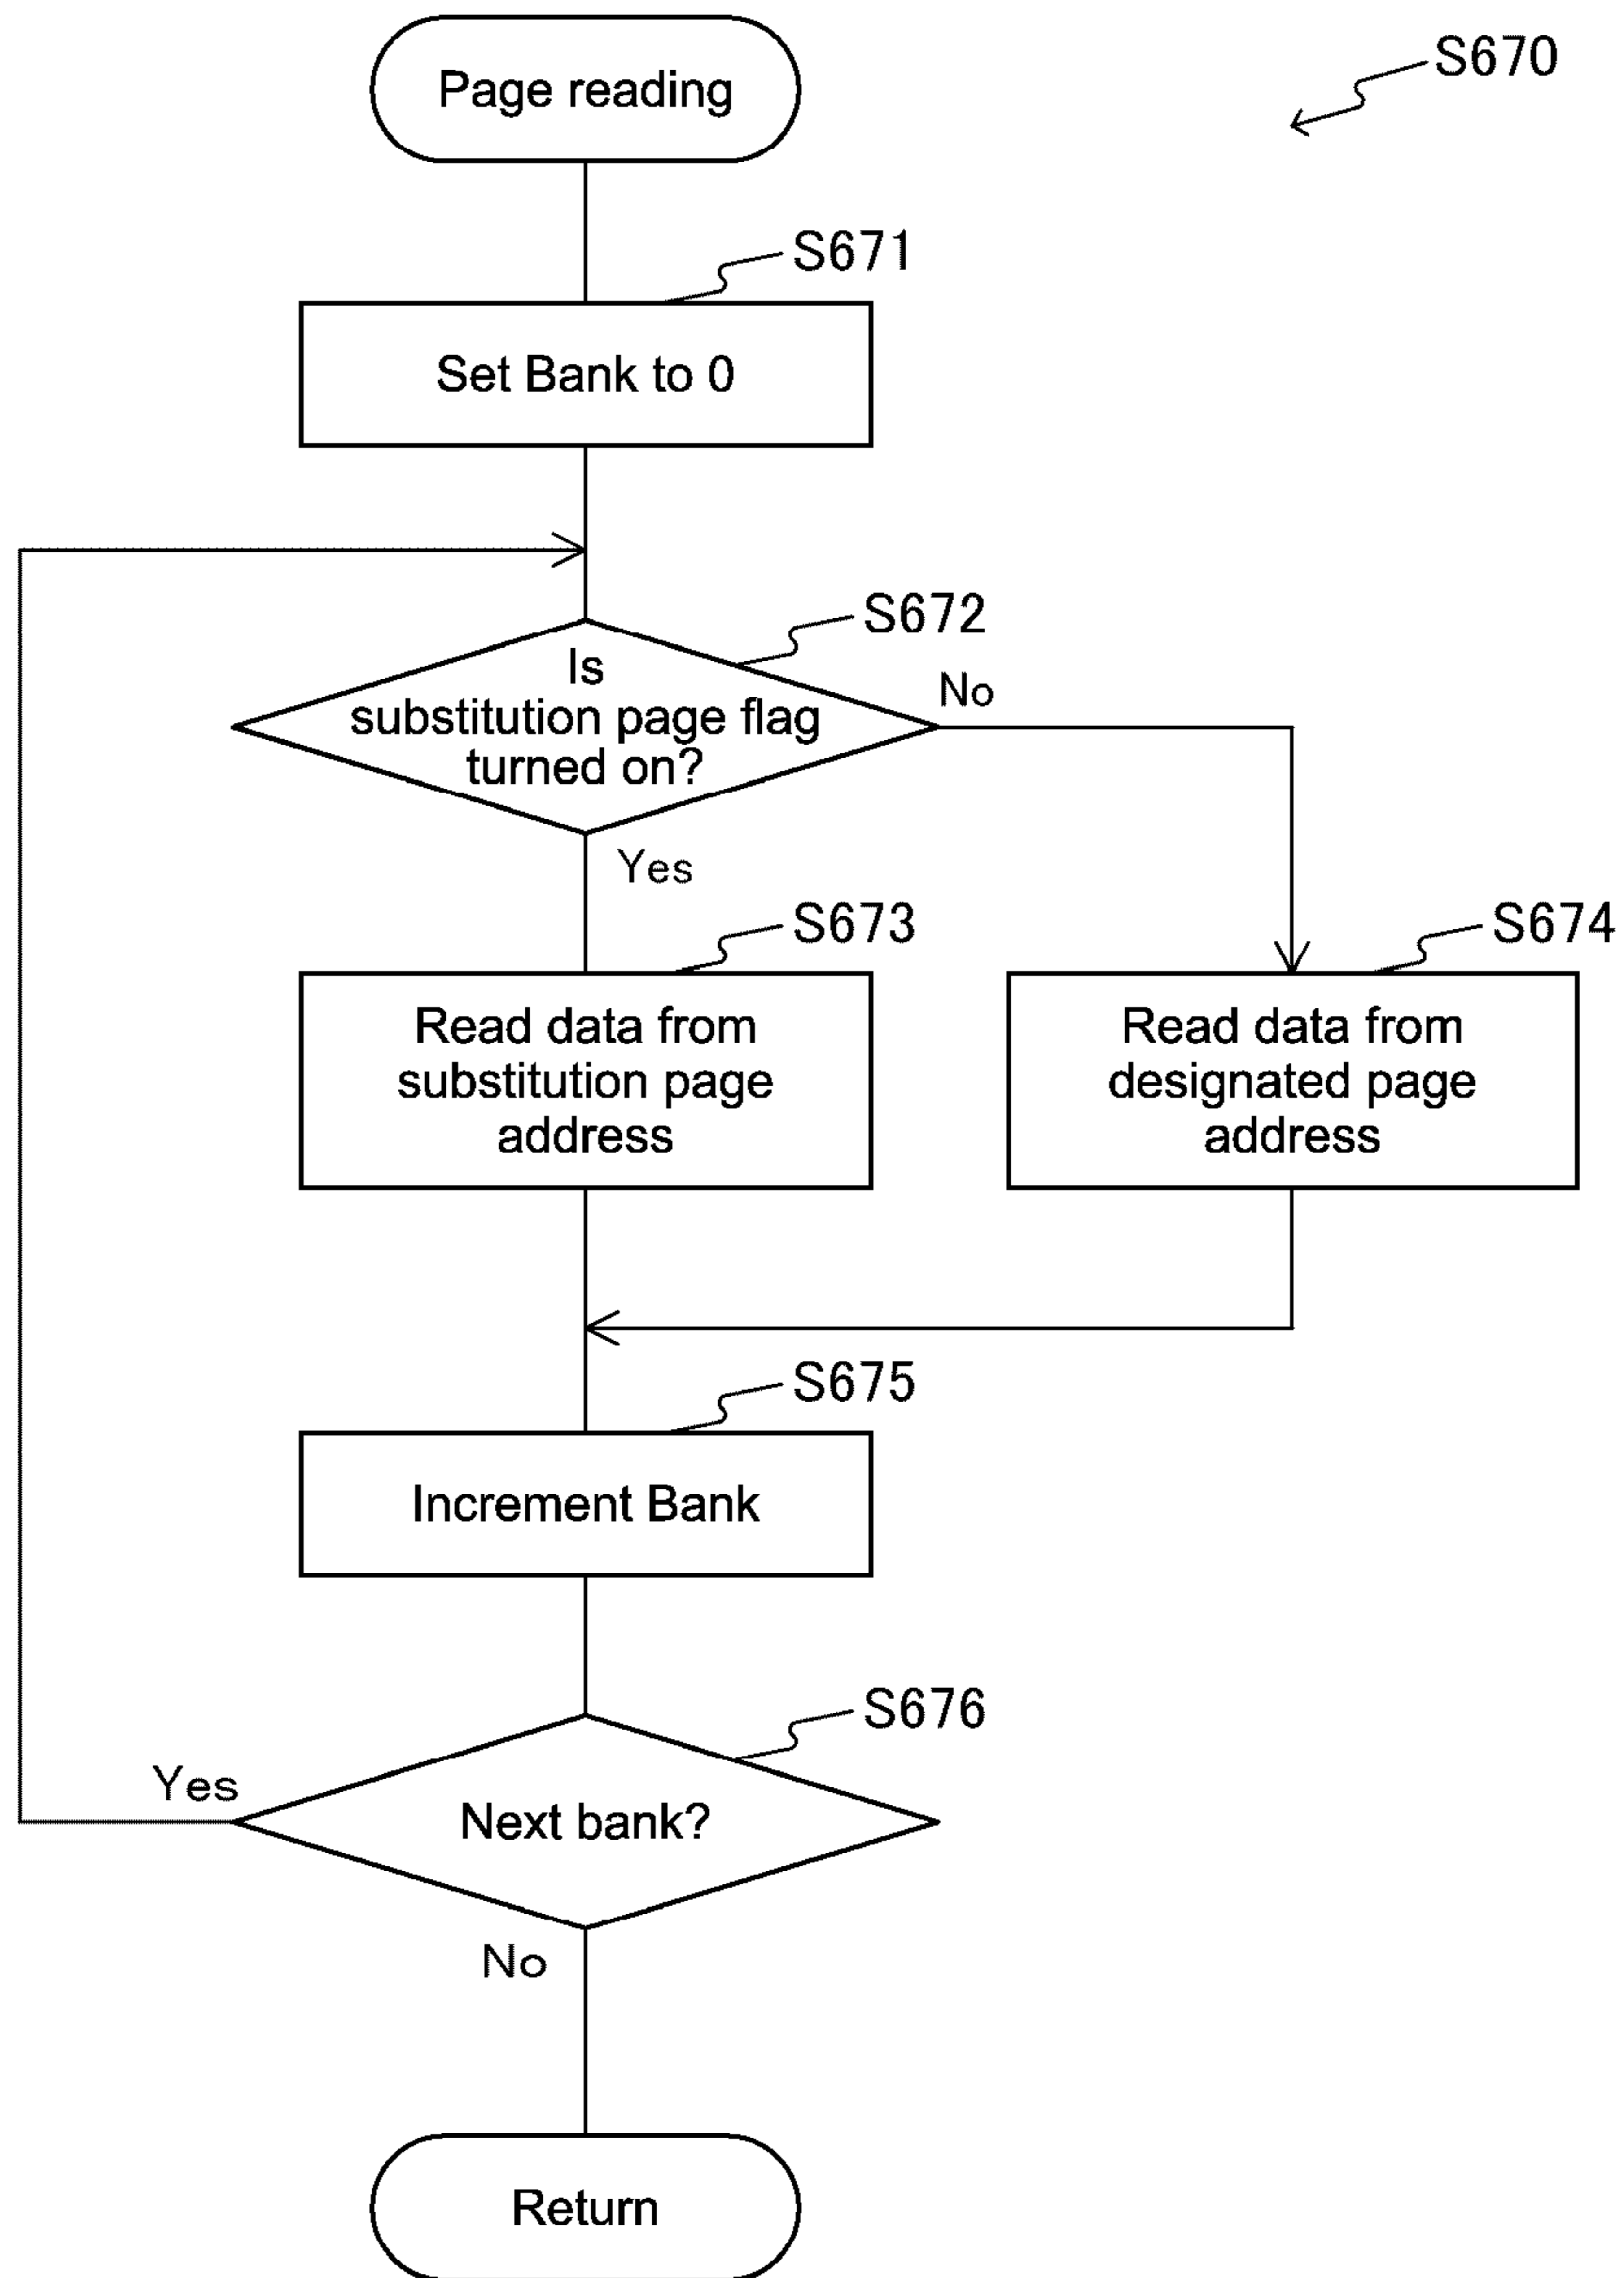 Page reading
S670
S671
Set Bank to 0
S672
Is
substitution page flag
turned on?
No
Yes
S673
S674
Read data from
substitution page
address
Read data from
designated page
address
S675
Increment Bank
S676
Yes
Next bank?
No
Return